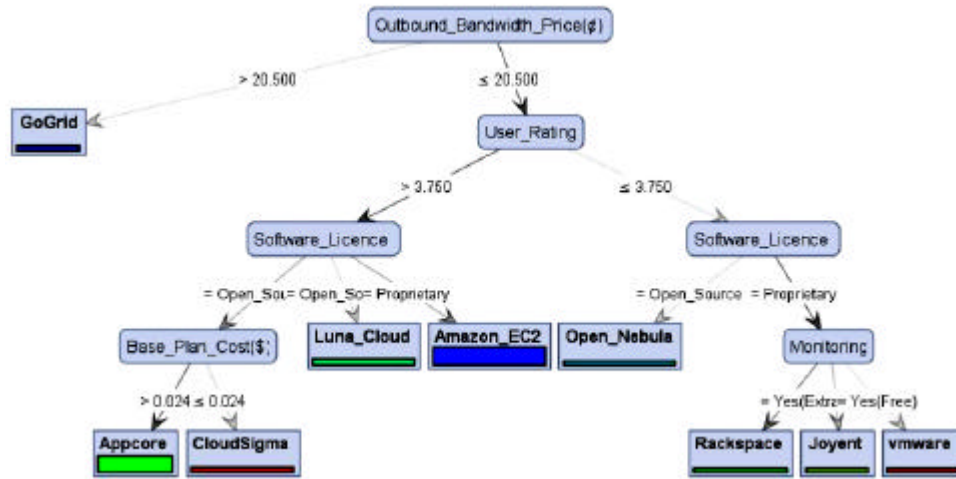 Outbound_Bandwidth_Price(¢)
> 20.500
≤ 20.500
GoGrid
User_Rating
> 3.750
≤ 3.750
Software_Licence
Software_Licence
= Open_Sou= Open_So= Proprietary
= Open_Source = Proprietary
Base_Plan_Cost($)
Luna_Cloud
Amazon_EC2
Open_Nebula
Monitoring
> 0.024 ≤ 0.024
= Yes(Extra= Yes(Free)
Appcore
CloudSigma
Rackspace
Joyent
vmware